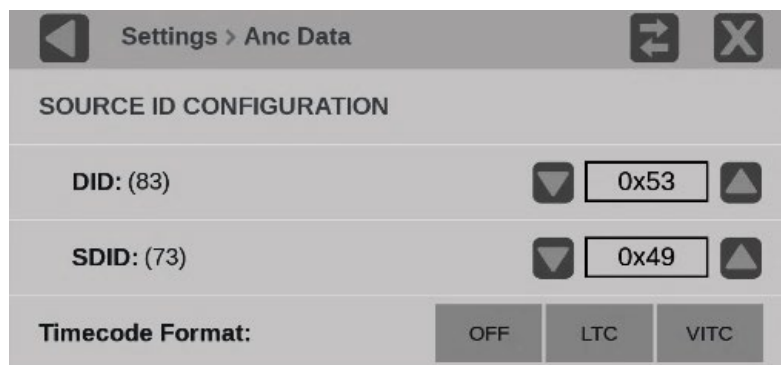 Settings > Anc Data
SOURCE ID CONFIGURATION
DID: (83) 0x53
SDID: (73) 0x49
Timecode Format: OFF LTC VITC